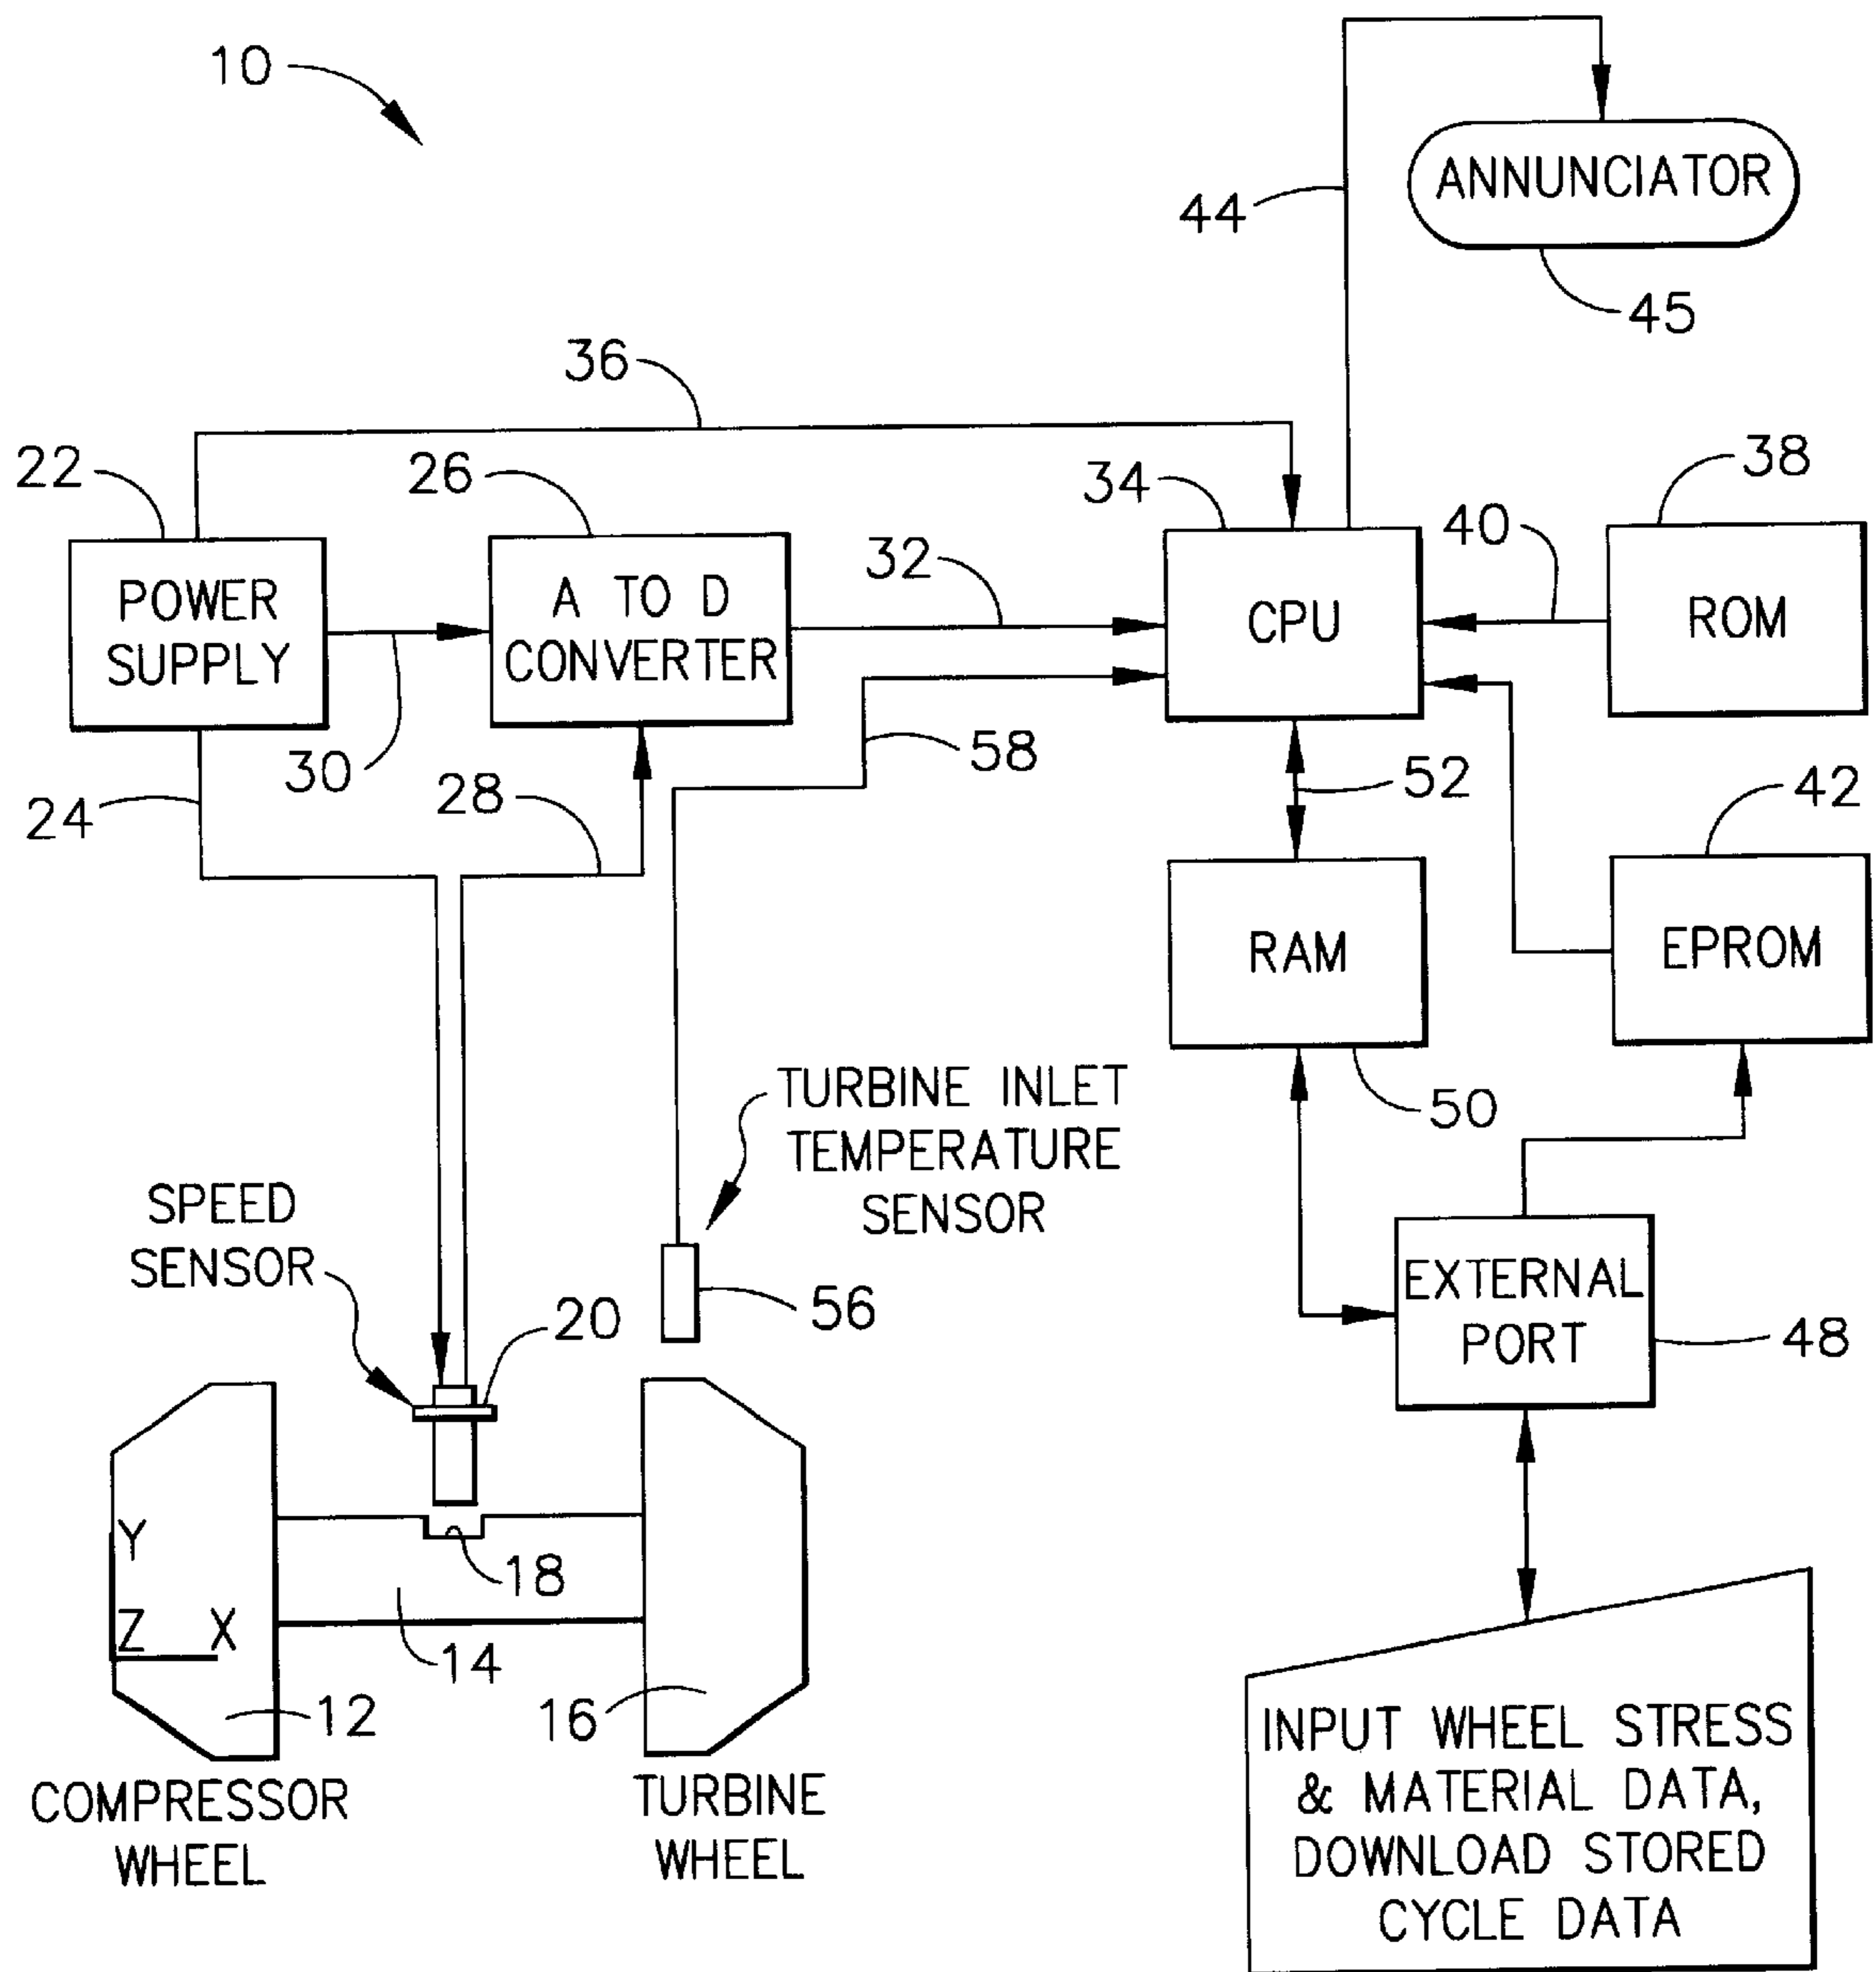 10
ANNUNCIATOR
44
45
36
22
26
34
38
40
32
POWER
SUPPLY
A TO D
CONVERTER
CPU
ROM
30
58
52
24
28
42
RAM
EPROM
TURBINE INLET
TEMPERATURE
SENSOR
50
SPEED
SENSOR
EXTERNAL
PORT
56
20
48
Y
18
Z X
14
12
16
INPUT WHEEL STRESS
& MATERIAL DATA,
DOWNLOAD STORED
CYCLE DATA
COMPRESSOR
WHEEL
TURBINE
WHEEL